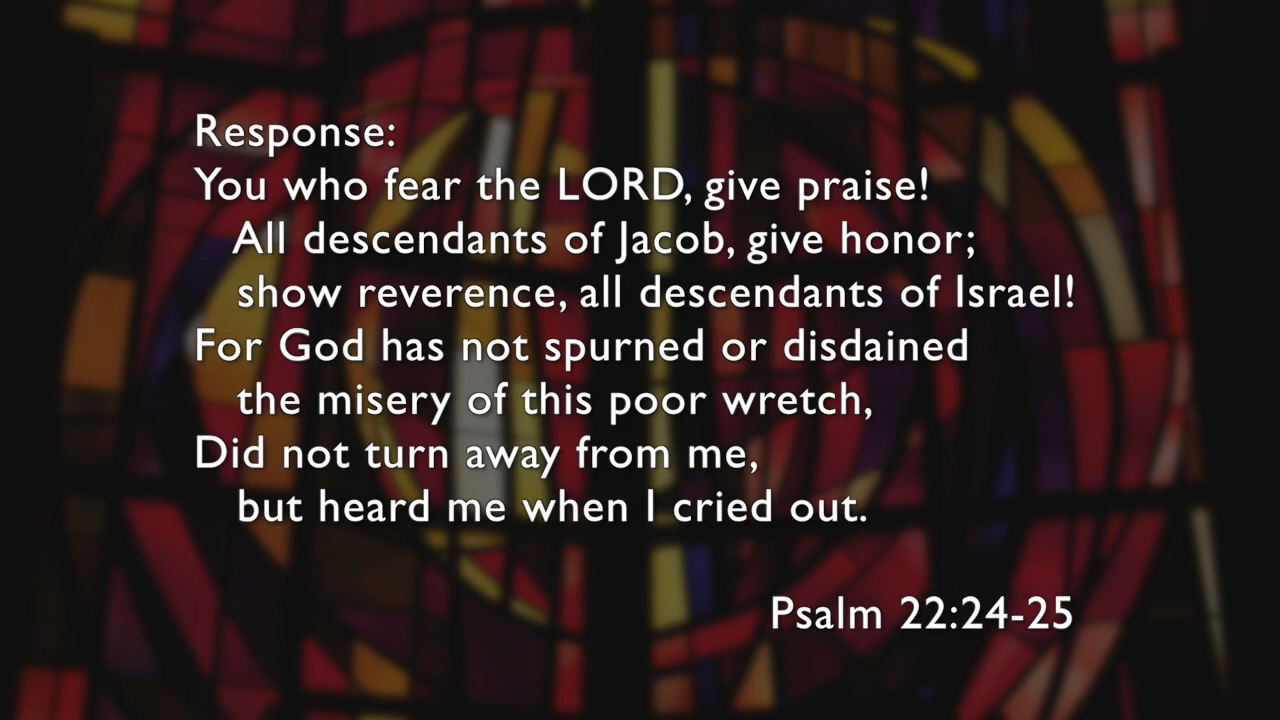 Response:
You who fear the LORD, give praise!
All descendants of Jacob, give honor;
show reverence, all descendants of Israel!
For God has not spurned or disdained
the misery of this poor wretch,
Did not turn away from me,
but heard me when I cried out.
Psalm 22:24-25